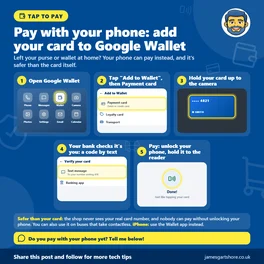 TAP TO PAY
Pay with your phone: add
your card to Google Wallet
Left your purse or wallet at home? Your phone can pay instead, and it's
safer than the card itself.
1 Open Google Wallet
2 Tap "Add to Wallet",
then Payment card
Add to Wallet
Payment card
Loyalty card
Transport
3 Hold your card up to
the camera
4 Your bank checks it's
you: a code by text
Verify your card
Text message
Banking app
5 Pay: unlock your
phone, hold it to the
reader
Done!
Safer than your card: the shop never sees your real card number, and nobody can pay without unlocking your
phone. You can also use it on buses that take contactless. iPhone: use the Wallet app instead.
Do you pay with your phone yet? Tell me below!
Share this post and follow for more tech tips
jamesgartshore.co.uk